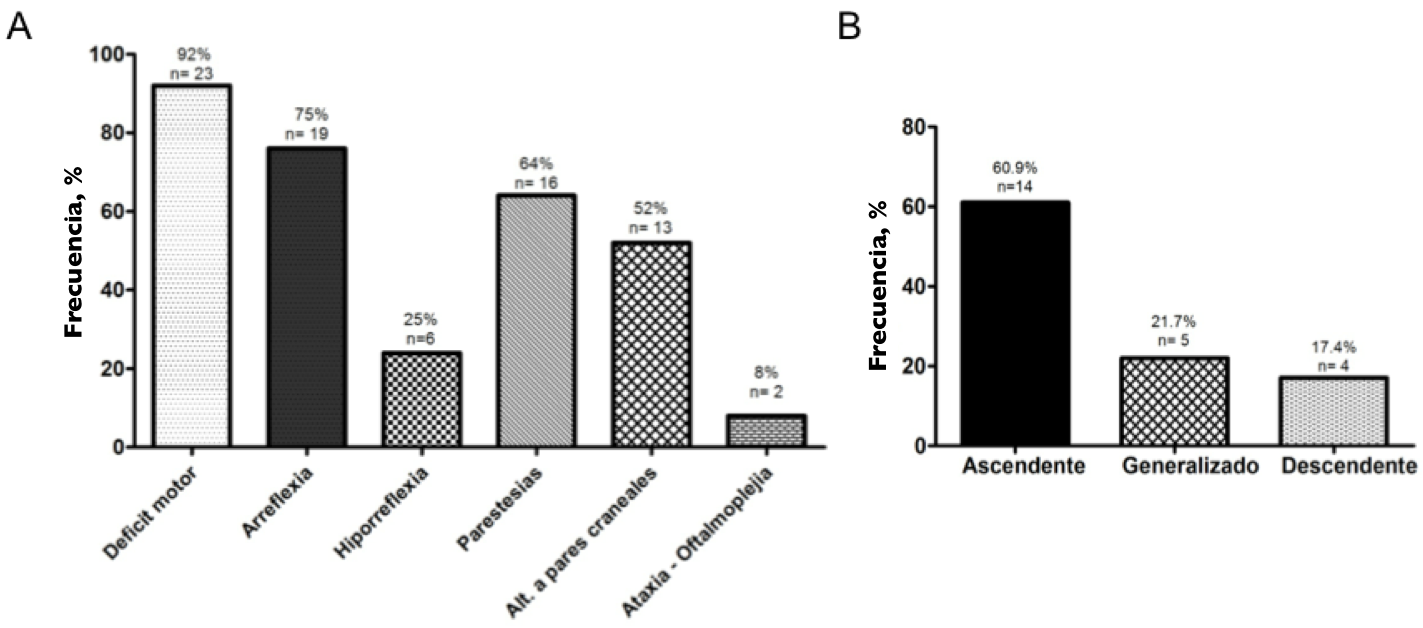 A
Frecuencia, %
100
80
60
40
20
0
92%
n= 23
75%
n= 19
25%
n=6
64%
n= 16
52%
n= 13
8%
n= 2
Deficit motor
Arreflexia
Hiporreflexia
Parestesias
Alt. a pares craneales
Ataxia - Oftalmoplejia
B
Frecuencia, %
80
60
40
20
0
60.9%
n=14
21.7%
n= 5
17.4%
n= 4
Ascendente
Generalizado
Descendente